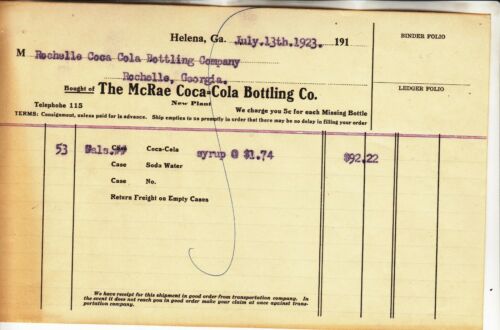 Helena, Ga. July.13th.1923. 191
BINDER FOLIO
M Rochelle Coca Cola Bottling Company
Rochelle, Georgia.
LEDGER FOLIO
Bought of The McRae Coca-Cola Bottling Co.
Telephone 115 New Plant We charge you 5c for each Missing Bottle
TERMS: Consignment, unless paid for in advance. Ship empties to us promptly in order that there may be no delay in filling your order
53 Gals. Coca-Cola syrup @ $1.74 $92.22
Case Soda Water
Case No.
Return Freight on Empty Cases
We have receipt for this shipment in good order from transportation company. In
the event it does not reach you in good order make your claim at once against trans-
portation company.